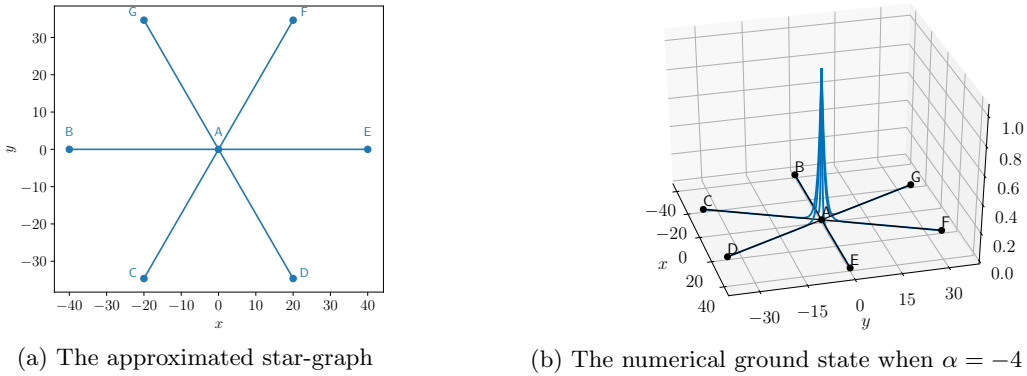 G
F
30
20
10
B
A
E
0
y
−10
−20
−30
C
D
−40 −30 −20 −10 0 10 20 30 40
x
(a) The approximated star-graph
1.0
0.8
0.6
0.4
0.2
0.0
B
G
C
A
F
D
E
−40
−20
x 0
20
40
−30 −15 0 15 30
y
(b) The numerical ground state when α = −4